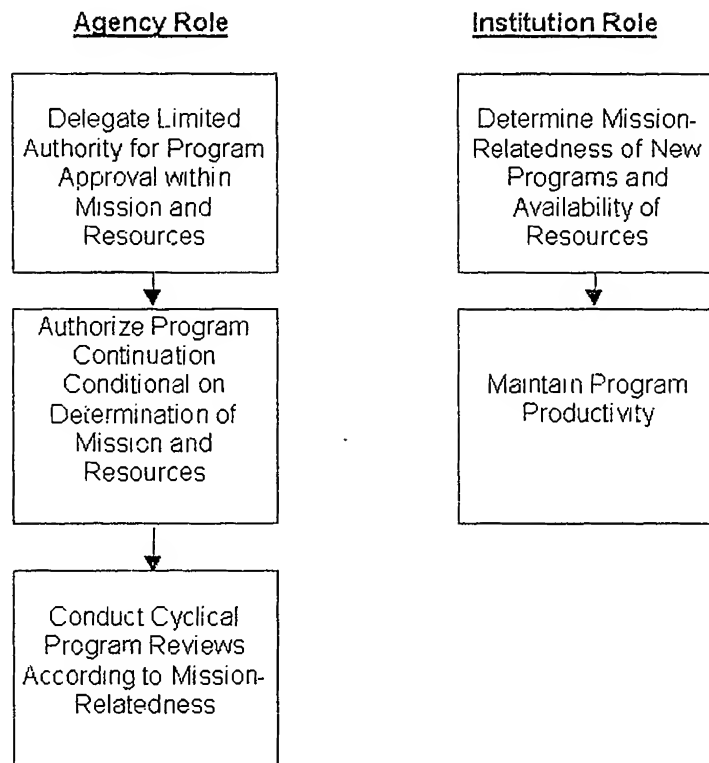 Agency Role
Delegate Limited
Authority for Program
Approval within
Mission and
Resources
Authorize Program
Continuation
Conditional on
Determination of
Mission and
Resources
Conduct Cyclical
Program Reviews
According to Mission-
Relatedness
Institution Role
Determine Mission-
Relatedness of New
Programs and
Availability of
Resources
Maintain Program
Productivity